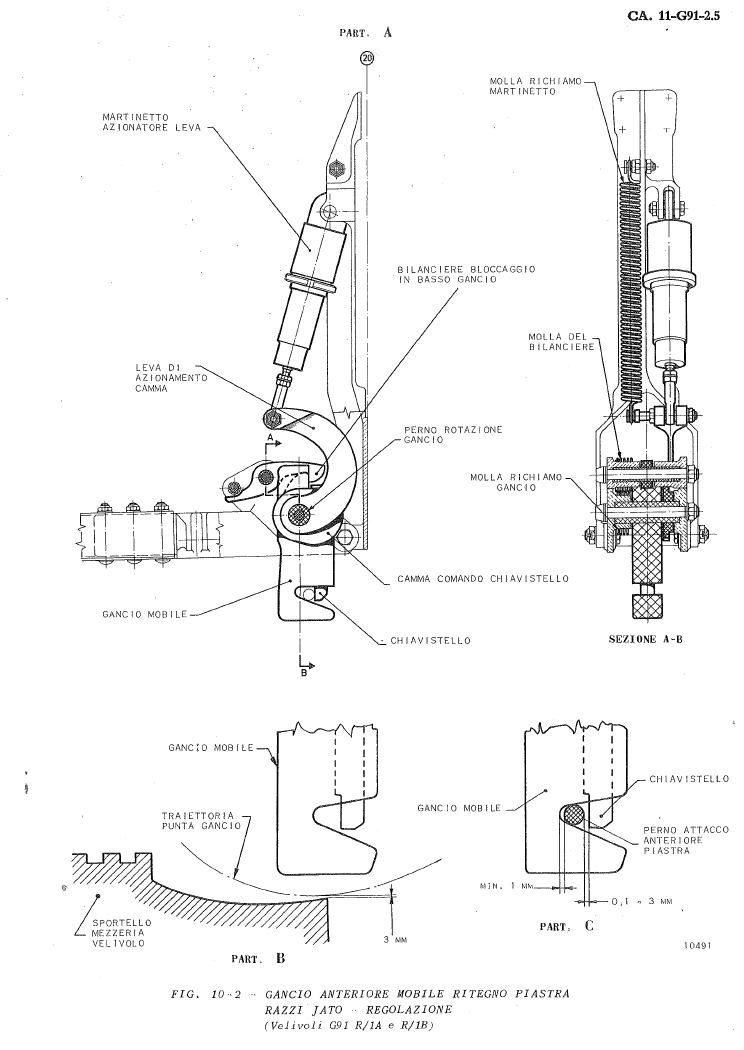 CA. 11-G91-2.5
PART. A
20
MOLLA RICHIAMO
MARTINETTO
MARTINETTO
AZIONATORE LEVA
BILANCIERE BLOCCAGGIO
IN BASSO GANCIO
MOLLA DEL
BILANCIERE
LEVA DI
AZIONAMENTO
CAMMA
A
PERNO ROTAZIONE
GANCIO
MOLLA RICHIAMO
GANCIO
CAMMA COMANDO CHIAVISTELLO
GANCIO MOBILE
CHIAVISTELLO
SEZIONE A-B
B
GANCIO MOBILE
TRAIETTORIA
PUNTA GANCIO
SPORTELLO
MEZZERIA
VELIVOLO
3 MM
PART. B
CHIAVISTELLO
GANCIO MOBILE
PERNO ATTACCO
ANTERIORE
PIASTRA
MIN. 1 MM
0,1 ÷ 3 MM
PART. C
10491
FIG. 10-2 - GANCIO ANTERIORE MOBILE RITEGNO PIASTRA
RAZZI JATO - REGOLAZIONE
(Velivoli G91 R/1A e R/1B)